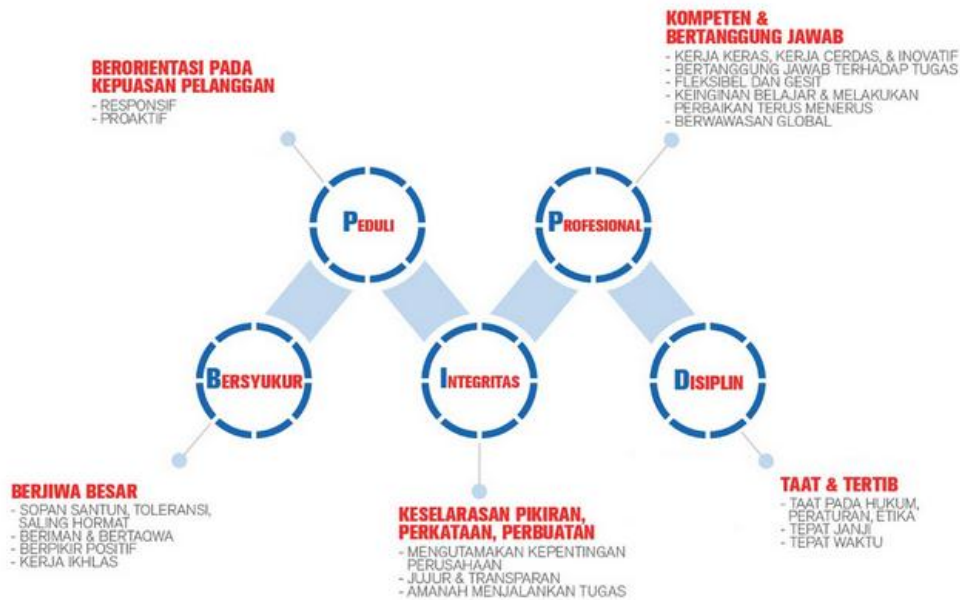 KOMPETEN &
BERTANGGUNG JAWAB
- KERJA KERAS, KERJA CERDAS, & INOVATIF
- BERTANGGUNG JAWAB TERHADAP TUGAS
- FLEKSIBEL DAN GESIT
- KEINGINAN BELAJAR & MELAKUKAN
PERBAIKAN TERUS MENERUS
- BERWAWASAN GLOBAL
BERORIENTASI PADA
KEPUASAN PELANGGAN
- RESPONSIF
- PROAKTIF
PEDULI
PROFESIONAL
BERSYUKUR
INTEGRITAS
DISIPLIN
BERJIWA BESAR
- SOPAN SANTUN, TOLERANSI,
SALING HORMAT
- BERIMAN & BERTAQWA
- BERPIKIR POSITIF
- KERJA IKHLAS
KESELARASAN PIKIRAN,
PERKATAAN, PERBUATAN
- MENGUTAMAKAN KEPENTINGAN
PERUSAHAAN
- JUJUR & TRANSPARAN
- AMANAH MENJALANKAN TUGAS
TAAT & TERTIB
- TAAT PADA HUKUM,
PERATURAN, ETIKA
- TEPAT JANJI
- TEPAT WAKTU